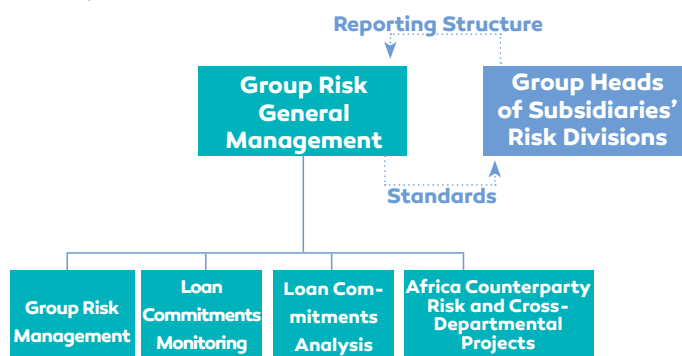 Reporting Structure
Group Risk
General
Management
Group Heads
of Subsidiaries’
Risk Divisions
Standards
Group Risk
Management
Loan
Commitments
Monitoring
Loan Com-
mitments
Analysis
Africa Counterparty
Risk and Cross-
Departmental
Projects